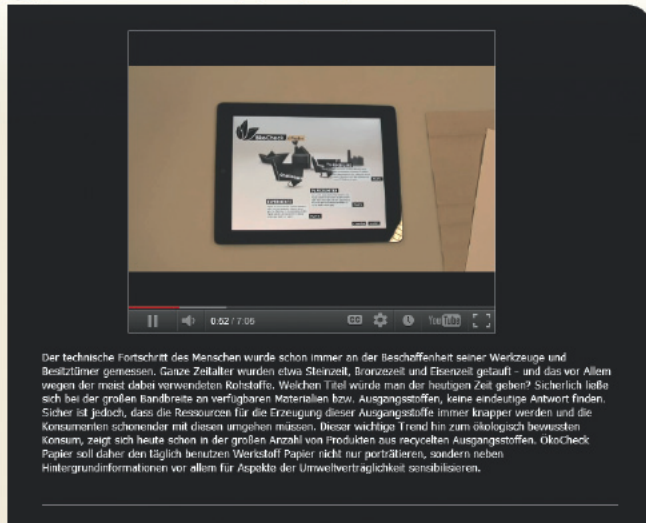 0:52 / 7:05
CC
You Tube
Der technische Fortschritt des Menschen wurde schon immer an der Beschaffenheit seiner Werkzeuge und
Besitztümer gemessen. Ganze Zeitalter wurden etwa Steinzeit, Bronzezeit und Eisenzeit getauft - und das vor Allem
wegen der meist dabei verwendeten Rohstoffe. Welchen Titel würde man der heutigen Zeit geben? Sicherlich ließe
sich bei der großen Bandbreite an verfügbaren Materialien bzw. Ausgangsstoffen, keine eindeutige Antwort finden.
Sicher ist jedoch, dass die Ressourcen für die Erzeugung dieser Ausgangsstoffe immer knapper werden und die
Konsumenten schonender mit diesen umgehen müssen. Dieser wichtige Trend hin zum ökologisch bewussten
Konsum, zeigt sich heute schon in der großen Anzahl von Produkten aus recycelten Ausgangsstoffen. ÖkoCheck
Papier soll daher den täglich benutzen Werkstoff Papier nicht nur porträtieren, sondern neben
Hintergrundinformationen vor allem für Aspekte der Umweltverträglichkeit sensibilisieren.